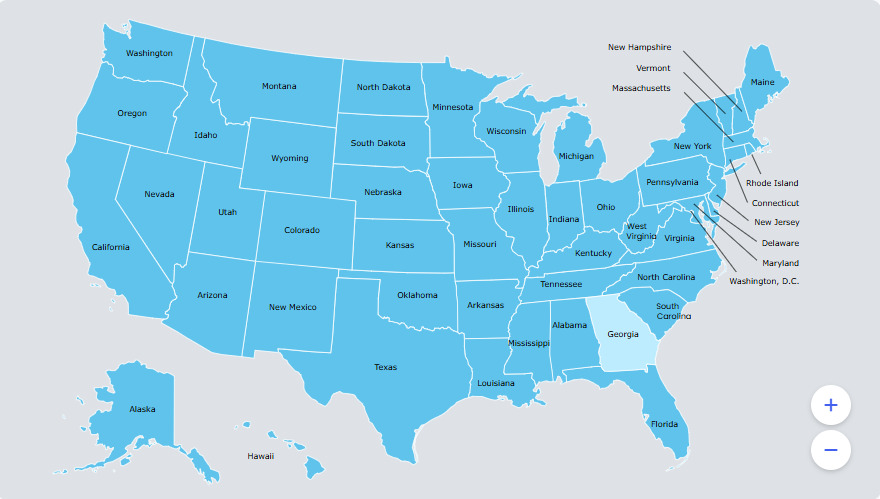 New Hampshire
Vermont
Massachusetts
Washington
Montana
North Dakota
Minnesota
Maine
Oregon
Idaho
Wyoming
South Dakota
Wisconsin
Michigan
New York
Nevada
Utah
Colorado
Nebraska
Iowa
Illinois
Indiana
Ohio
Pennsylvania
Rhode Island
Connecticut
New Jersey
Delaware
Maryland
Washington, D.C.
California
Kansas
Missouri
Kentucky
West
Virginia
Virginia
Arizona
New Mexico
Oklahoma
Arkansas
Tennessee
North Carolina
South
Carolina
Texas
Louisiana
Mississippi
Alabama
Georgia
Florida
Alaska
Hawaii
+
−